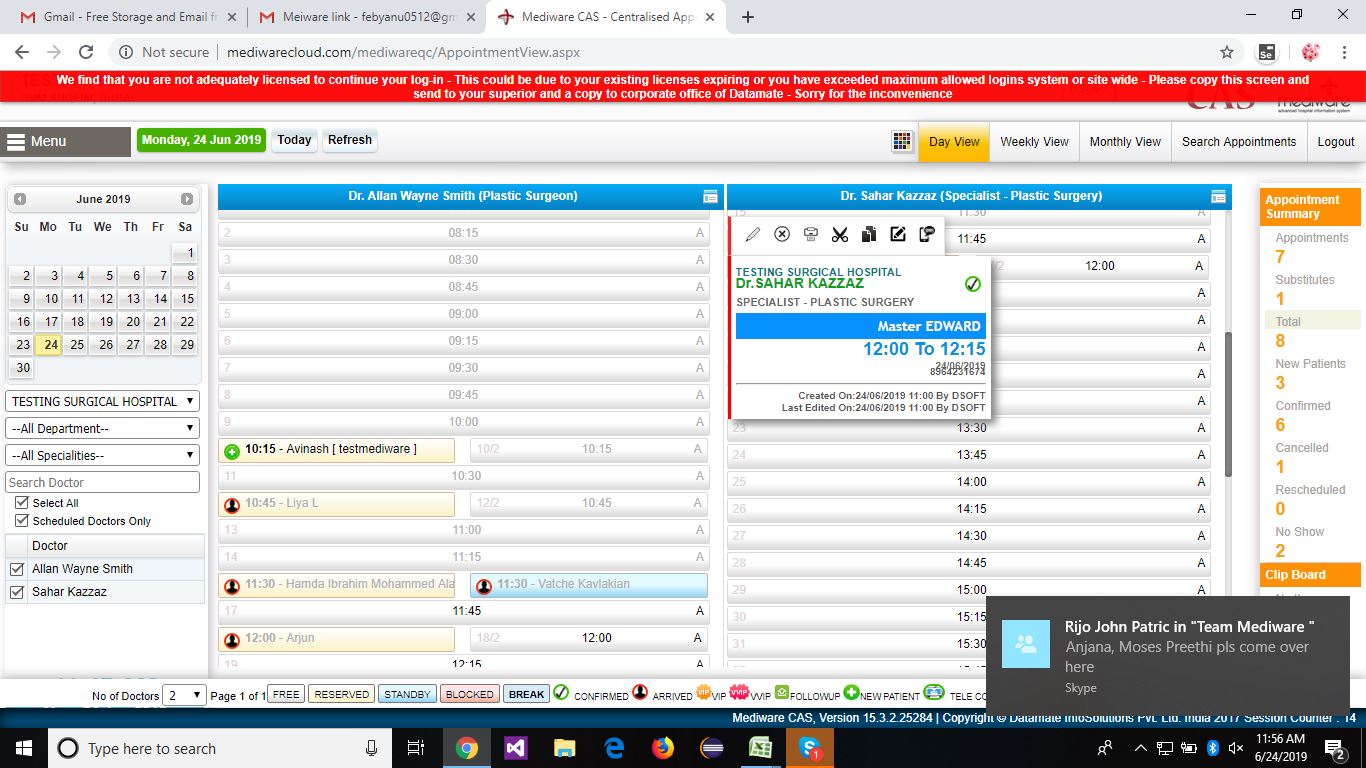 Gmail - Free Storage and Email fr
Meiware link - febyanu0512@gm
Mediware CAS - Centralised App
Not secure | mediwarecloud.com/mediwareqc/AppointmentView.aspx
We find that you are not adequately licensed to continue your log-in - This could be due to your existing licenses expiring or you have exceeded maximum allowed logins system or site wide - Please copy this screen and
send to your superior and a copy to corporate office of Datamate - Sorry for the inconvenience
CAS
mediware
advanced hospital information system
Menu
Monday, 24 Jun 2019
Today
Refresh
Day View
Weekly View
Monthly View
Search Appointments
Logout
June 2019
Su Mo Tu We Th Fr Sa
1
2 3 4 5 6 7 8
9 10 11 12 13 14 15
16 17 18 19 20 21 22
23 24 25 26 27 28 29
30
TESTING SURGICAL HOSPITAL
--All Department--
--All Specialities--
Search Doctor
Select All
Scheduled Doctors Only
Doctor
Allan Wayne Smith
Sahar Kazzaz
Dr. Allan Wayne Smith (Plastic Surgeon)
2 08:15 A
3 08:30 A
4 08:45 A
5 09:00 A
6 09:15 A
7 09:30 A
8 09:45 A
9 10:00 A
10:15 - Avinash [ testmediware ] 10/2 10:15 A
11 10:30 A
10:45 - Liya L 12/2 10:45 A
13 11:00 A
14 11:15 A
11:30 - Hamda Ibrahim Mohammed Ala 11:30 - Vatche Kavlakian
17 11:45 A
12:00 - Arjun 18/2 12:00 A
19 12:15 A
Dr. Sahar Kazzaz (Specialist - Plastic Surgery)
15 11:30 A
11:45 A
/2 12:00 A
A
A
A
A
A
23 13:30 A
24 13:45 A
25 14:00 A
26 14:15 A
27 14:30 A
28 14:45 A
29 15:00 A
30 15:15
31 15:30
TESTING SURGICAL HOSPITAL
Dr.SAHAR KAZZAZ
SPECIALIST - PLASTIC SURGERY
Master EDWARD
12:00 To 12:15
24/06/2019
8964231674
Created On:24/06/2019 11:00 By DSOFT
Last Edited On:24/06/2019 11:00 By DSOFT
Appointment
Summary
Appointments
7
Substitutes
1
Total
8
New Patients
3
Confirmed
6
Cancelled
1
Rescheduled
0
No Show
2
Clip Board
Rijo John Patric in "Team Mediware "
Anjana, Moses Preethi pls come over
here
Skype
No of Doctors 2 Page 1 of 1 FREE RESERVED STANDBY BLOCKED BREAK CONFIRMED ARRIVED VIP VIP VVIP VVIP FOLLOWUP NEW PATIENT TELE CO
Mediware CAS, Version 15.3.2.25284 | Copyright © Datamate InfoSolutions Pvt. Ltd. India 2017 Session Counter : 14
Type here to search
11:56 AM
6/24/2019